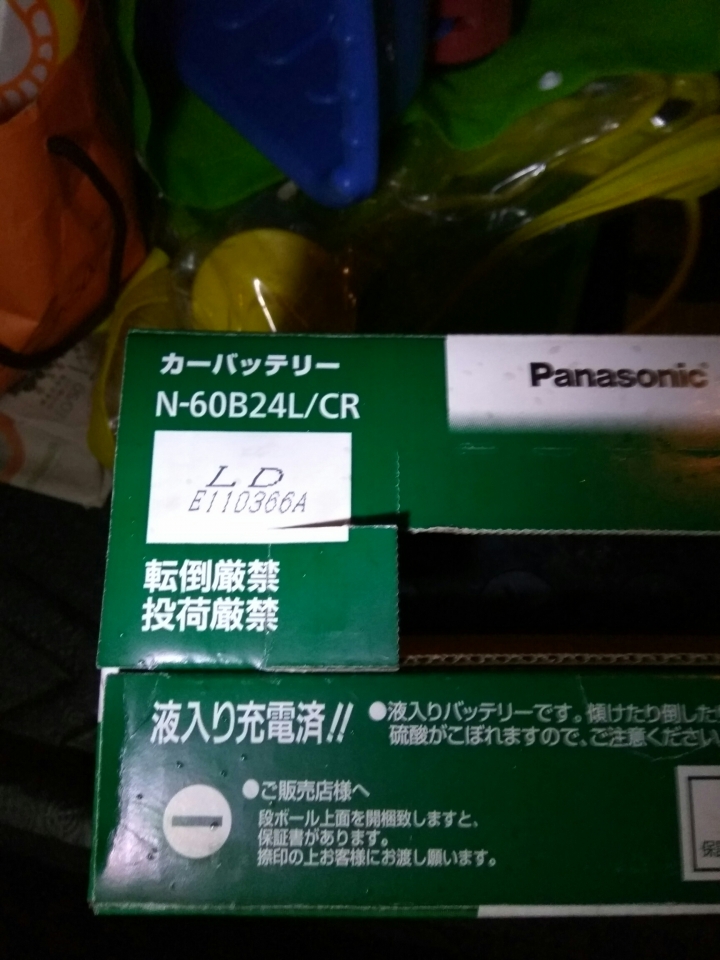 カーバッテリー
Panasonic
N-60B24L/CR
LD
E110366A
転倒厳禁
投荷厳禁
液入り充電済!!
●液入りバッテリーです。傾けたり倒した
硫酸がこぼれますので、ご注意ください
●ご販売店様へ
段ボール上面を開梱致しますと、
保証書があります。
捺印の上お客様にお渡し願います。
保証